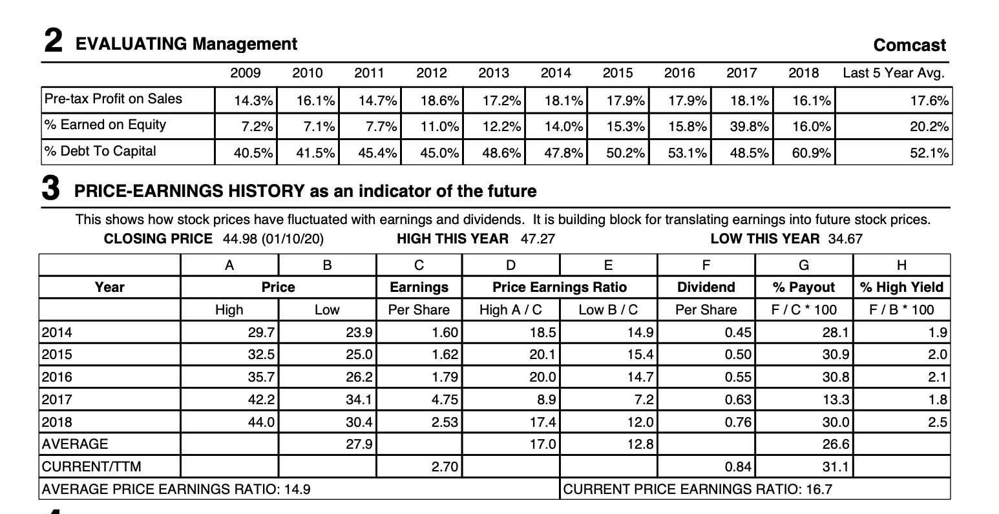 2 EVALUATING Management Comcast
2009 2010 2011 2012 2013 2014 2015 2016 2017 2018 Last 5 Year Avg.
Pre-tax Profit on Sales 14.3% 16.1% 14.7% 18.6% 17.2% 18.1% 17.9% 17.9% 18.1% 16.1% 17.6%
% Earned on Equity 7.2% 7.1% 7.7% 11.0% 12.2% 14.0% 15.3% 15.8% 39.8% 16.0% 20.2%
% Debt To Capital 40.5% 41.5% 45.4% 45.0% 48.6% 47.8% 50.2% 53.1% 48.5% 60.9% 52.1%
3 PRICE-EARNINGS HISTORY as an indicator of the future
This shows how stock prices have fluctuated with earnings and dividends. It is building block for translating earnings into future stock prices.
CLOSING PRICE 44.98 (01/10/20) HIGH THIS YEAR 47.27 LOW THIS YEAR 34.67
A B C D E F G H
Year Price Earnings Price Earnings Ratio Dividend % Payout % High Yield
High Low Per Share High A / C Low B / C Per Share F / C * 100 F / B * 100
2014 29.7 23.9 1.60 18.5 14.9 0.45 28.1 1.9
2015 32.5 25.0 1.62 20.1 15.4 0.50 30.9 2.0
2016 35.7 26.2 1.79 20.0 14.7 0.55 30.8 2.1
2017 42.2 34.1 4.75 8.9 7.2 0.63 13.3 1.8
2018 44.0 30.4 2.53 17.4 12.0 0.76 30.0 2.5
AVERAGE 27.9 17.0 12.8 26.6
CURRENT/TTM 2.70 0.84 31.1
AVERAGE PRICE EARNINGS RATIO: 14.9 CURRENT PRICE EARNINGS RATIO: 16.7